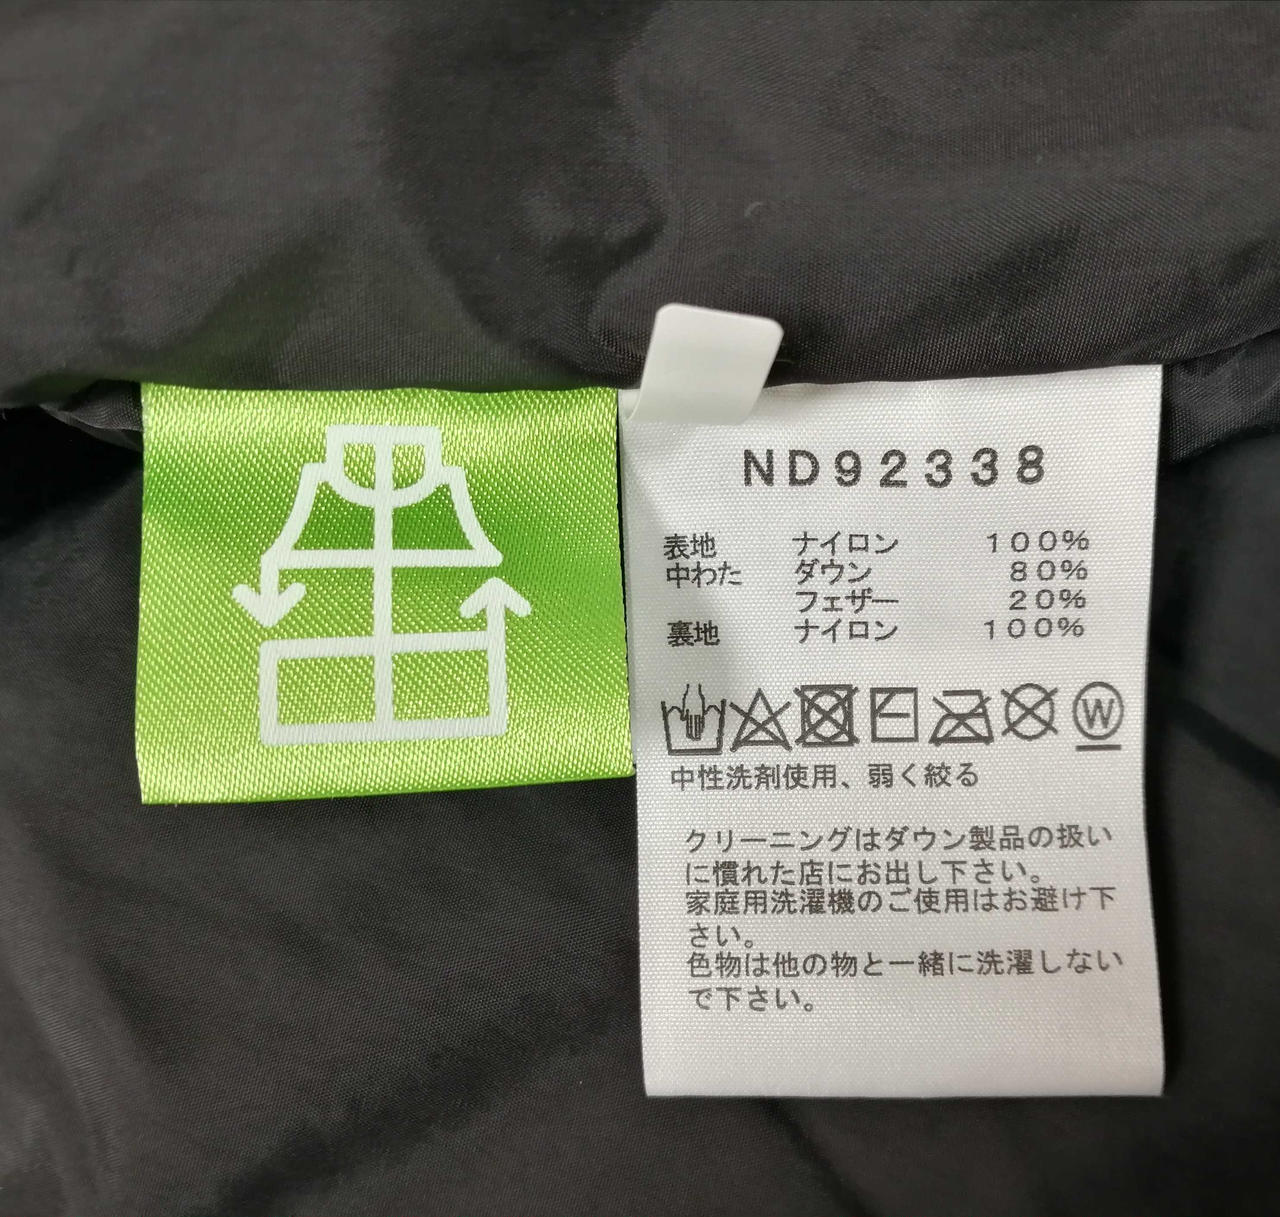 ND92338
表地 ナイロン 100%
中わた ダウン 80%
フェザー 20%
裏地 ナイロン 100%
W
中性洗剤使用、弱く絞る
クリーニングはダウン製品の扱い
に慣れた店にお出し下さい。
家庭用洗濯機のご使用はお避け下
さい。
色物は他の物と一緒に洗濯しない
で下さい。